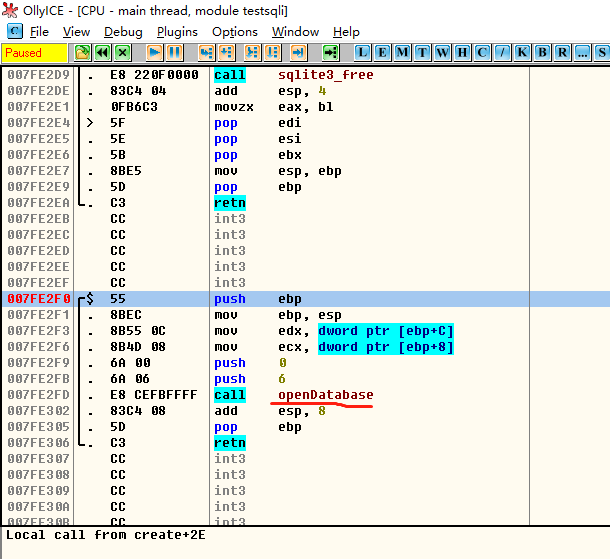 OllyICE - [CPU - main thread, module testsqli]
C File View Debug Plugins Options Window Help
Paused L E M T W H C / K B R ... S
007FE2D9 . E8 220F0000 call sqlite3_free
007FE2DE . 83C4 04 add esp, 4
007FE2E1 . 0FB6C3 movzx eax, bl
007FE2E4 > 5F pop edi
007FE2E5 . 5E pop esi
007FE2E6 . 5B pop ebx
007FE2E7 . 8BE5 mov esp, ebp
007FE2E9 . 5D pop ebp
007FE2EA . C3 retn
007FE2EB CC int3
007FE2EC CC int3
007FE2ED CC int3
007FE2EE CC int3
007FE2EF CC int3
007FE2F0 $ 55 push ebp
007FE2F1 . 8BEC mov ebp, esp
007FE2F3 . 8B55 0C mov edx, dword ptr [ebp+C]
007FE2F6 . 8B4D 08 mov ecx, dword ptr [ebp+8]
007FE2F9 . 6A 00 push 0
007FE2FB . 6A 06 push 6
007FE2FD . E8 CEFBFFFF call openDatabase
007FE302 . 83C4 08 add esp, 8
007FE305 . 5D pop ebp
007FE306 . C3 retn
007FE307 CC int3
007FE308 CC int3
007FE309 CC int3
007FE30A CC int3
007FE30B CC int3
Local call from create+2E